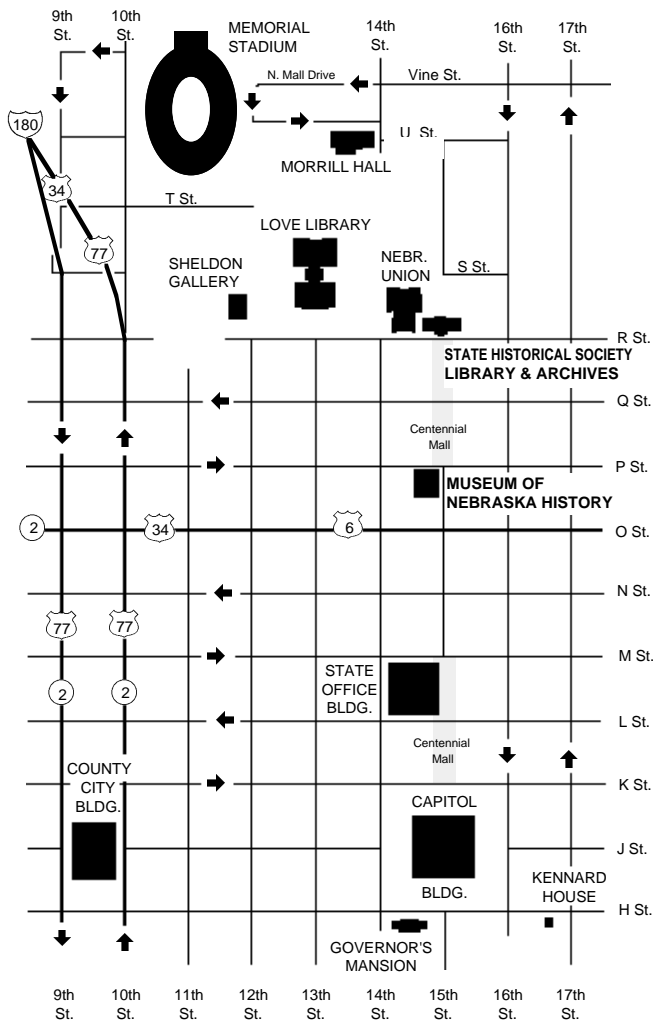 9th
St.
10th
St.
MEMORIAL
STADIUM
14th
St.
16th
St.
17th
St.
N. Mall Drive
Vine St.
180
U St.
MORRILL HALL
34
T St.
LOVE LIBRARY
77
SHELDON
GALLERY
NEBR.
UNION
S St.
R St.
STATE HISTORICAL SOCIETY
LIBRARY & ARCHIVES
Q St.
Centennial
Mall
P St.
MUSEUM OF
NEBRASKA HISTORY
2
34
6
O St.
N St.
77
77
M St.
STATE
OFFICE
BLDG.
2
2
L St.
Centennial
Mall
COUNTY
CITY
BLDG.
K St.
CAPITOL
J St.
BLDG.
KENNARD
HOUSE
H St.
GOVERNOR'S
MANSION
9th
St.
10th
St.
11th
St.
12th
St.
13th
St.
14th
St.
15th
St.
16th
St.
17th
St.